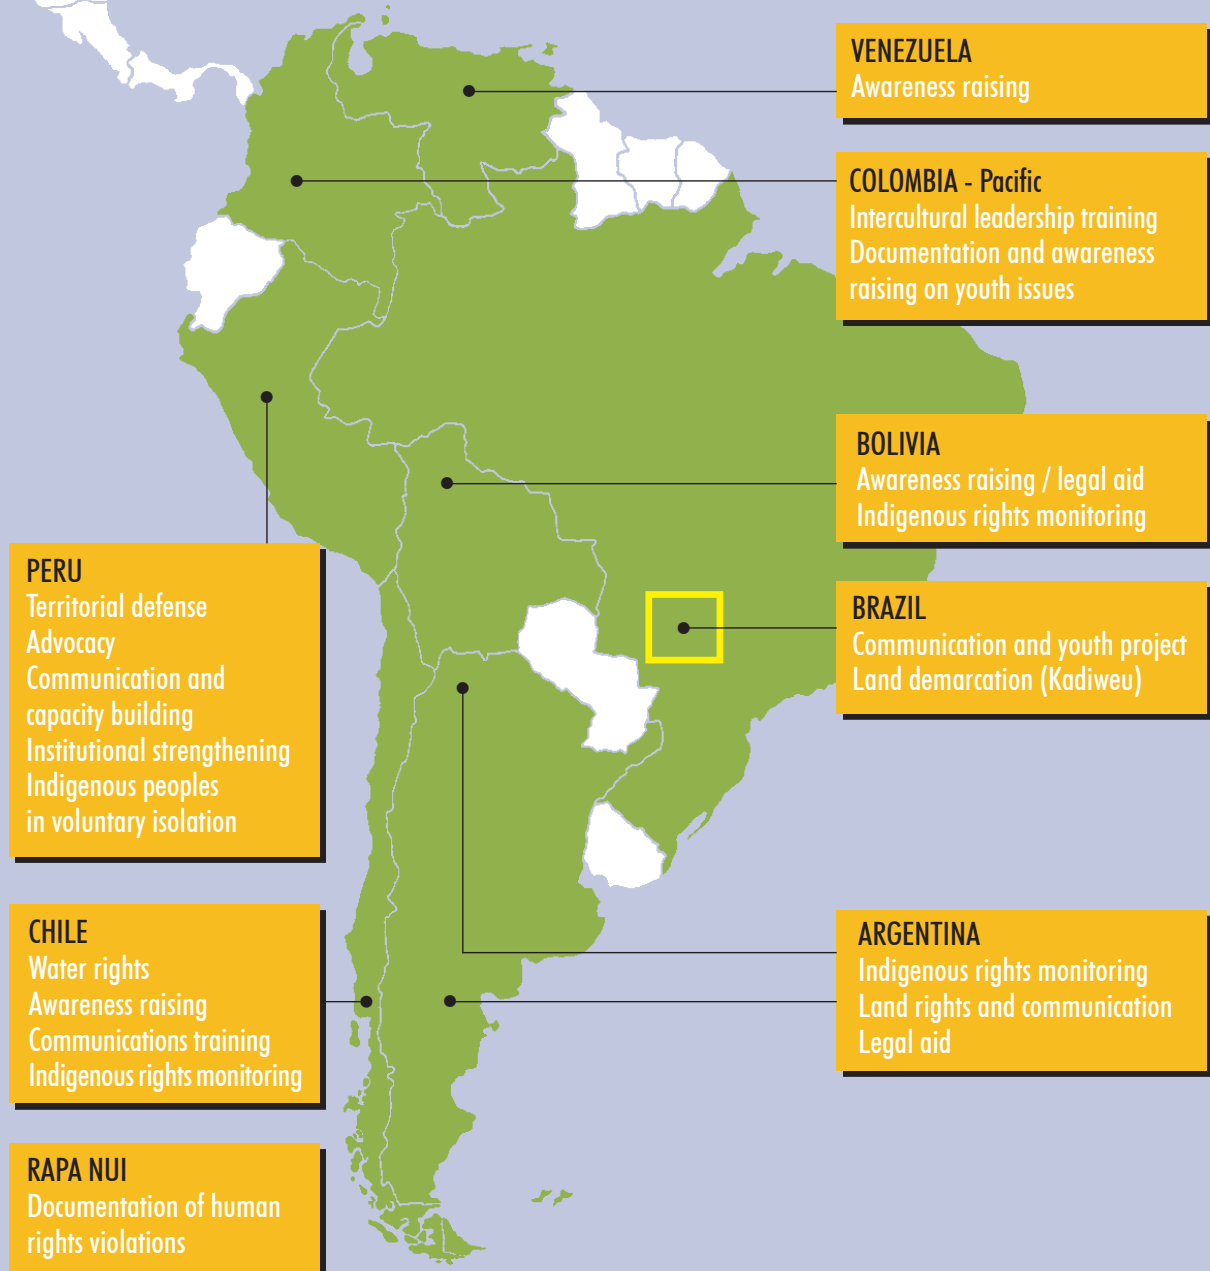 VENEZUELA
Awareness raising
COLOMBIA - Pacific
Intercultural leadership training
Documentation and awareness
raising on youth issues
BOLIVIA
Awareness raising / legal aid
Indigenous rights monitoring
BRAZIL
Communication and youth project
Land demarcation (Kadiweu)
ARGENTINA
Indigenous rights monitoring
Land rights and communication
Legal aid
PERU
Territorial defense
Advocacy
Communication and
capacity building
Institutional strengthening
Indigenous peoples
in voluntary isolation
CHILE
Water rights
Awareness raising
Communications training
Indigenous rights monitoring
RAPA NUI
Documentation of human
rights violations